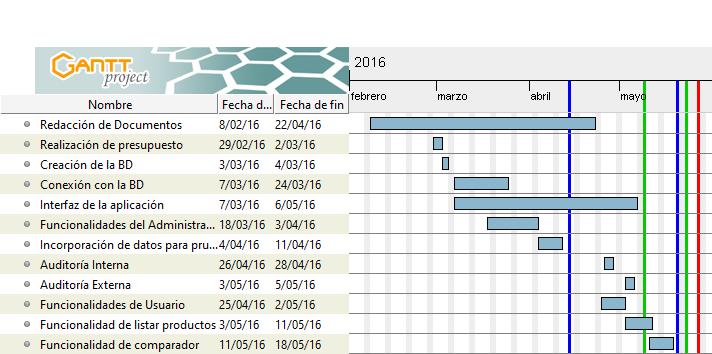 GANTT
project
2016
febrero marzo abril mayo
Nombre Fecha d... Fecha de fin
Redacción de Documentos 8/02/16 22/04/16
Realización de presupuesto 29/02/16 2/03/16
Creación de la BD 3/03/16 4/03/16
Conexión con la BD 7/03/16 24/03/16
Interfaz de la aplicación 7/03/16 6/05/16
Funcionalidades del Administra... 18/03/16 3/04/16
Incorporación de datos para pru... 4/04/16 11/04/16
Auditoría Interna 26/04/16 28/04/16
Auditoría Externa 3/05/16 5/05/16
Funcionalidades de Usuario 25/04/16 2/05/16
Funcionalidad de listar productos 3/05/16 11/05/16
Funcionalidad de comparador 11/05/16 18/05/16